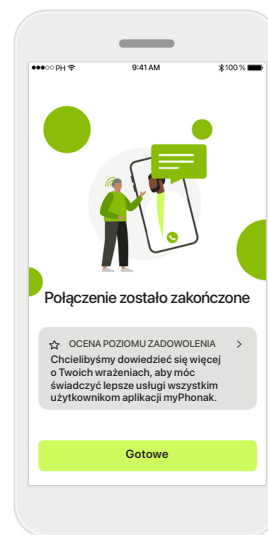 PH 9:41 AM 100 %
Połączenie zostało zakończone
OCENA POZIOMU ZADOWOLENIA
Chcielibyśmy dowiedzieć się więcej
o Twoich wrażeniach, aby móc
świadczyć lepsze usługi wszystkim
użytkownikom aplikacji myPhonak.
Gotowe